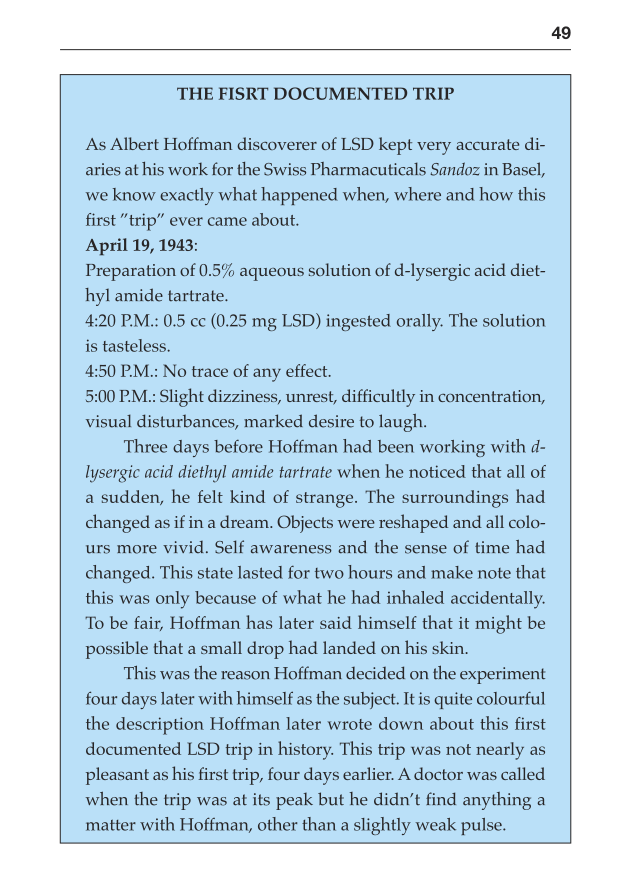 49
THE FISRT DOCUMENTED TRIP
As Albert Hoffman discoverer of LSD kept very accurate di-
aries at his work for the Swiss Pharmacuticals Sandoz in Basel,
we know exactly what happened when, where and how this
first ”trip” ever came about.
April 19, 1943:
Preparation of 0.5% aqueous solution of d-lysergic acid diet-
hyl amide tartrate.
4:20 P.M.: 0.5 cc (0.25 mg LSD) ingested orally. The solution
is tasteless.
4:50 P.M.: No trace of any effect.
5:00 P.M.: Slight dizziness, unrest, difficultly in concentration,
visual disturbances, marked desire to laugh.
Three days before Hoffman had been working with d-
lysergic acid diethyl amide tartrate when he noticed that all of
a sudden, he felt kind of strange. The surroundings had
changed as if in a dream. Objects were reshaped and all colo-
urs more vivid. Self awareness and the sense of time had
changed. This state lasted for two hours and make note that
this was only because of what he had inhaled accidentally.
To be fair, Hoffman has later said himself that it might be
possible that a small drop had landed on his skin.
This was the reason Hoffman decided on the experiment
four days later with himself as the subject. It is quite colourful
the description Hoffman later wrote down about this first
documented LSD trip in history. This trip was not nearly as
pleasant as his first trip, four days earlier. A doctor was called
when the trip was at its peak but he didn’t find anything a
matter with Hoffman, other than a slightly weak pulse.